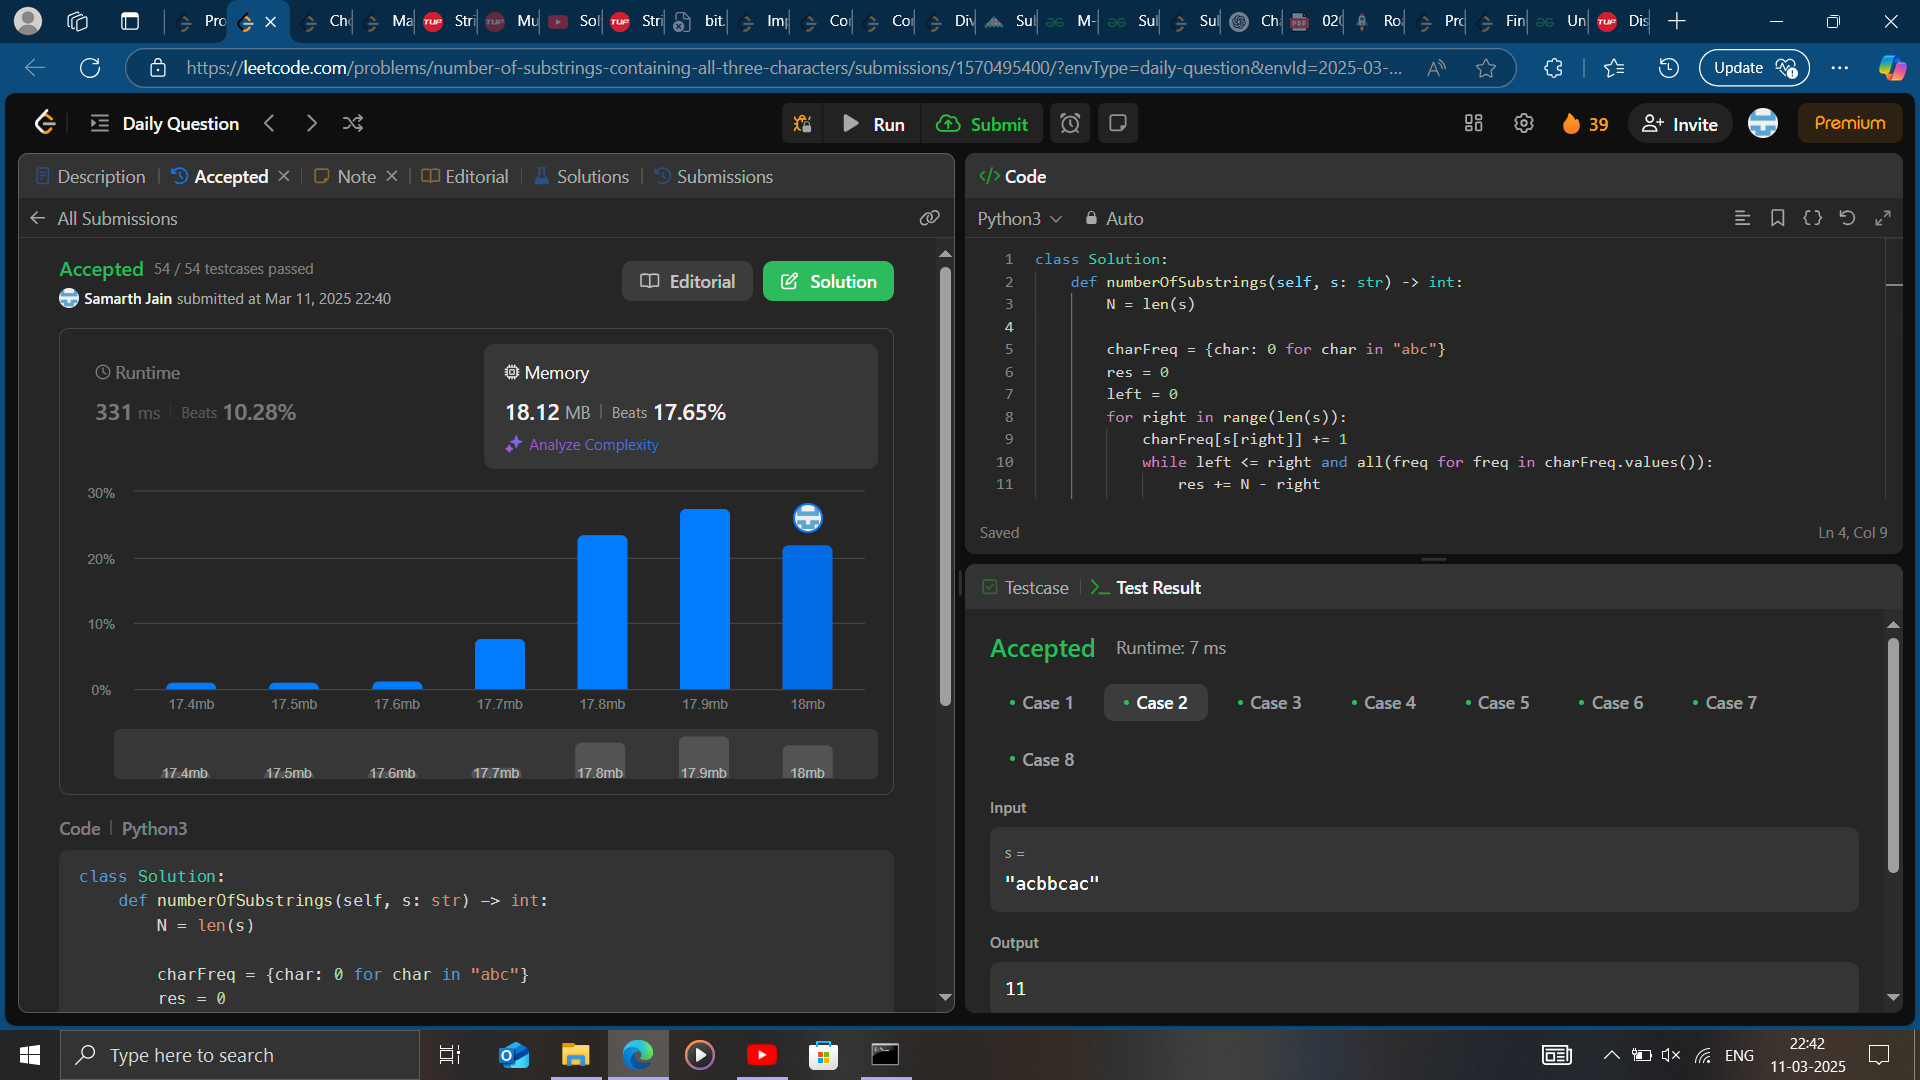 Pro
Ch
Ma
Stri
Mu
Sol
Stri
bit.
Im
Co
Co
Div
Sul
M-
Sul
Su
Ch
020
Ro
Pro
Fin
Un
Dis
https://leetcode.com/problems/number-of-substrings-containing-all-three-characters/submissions/1570495400/?envType=daily-question&envId=2025-03-...
Update
Daily Question
Run
Submit
39
Invite
Premium
Description
Accepted
Note
Editorial
Solutions
Submissions
All Submissions
Accepted 54 / 54 testcases passed
Samarth Jain submitted at Mar 11, 2025 22:40
Editorial
Solution
Runtime
331 ms | Beats 10.28%
Memory
18.12 MB | Beats 17.65%
Analyze Complexity
30%
20%
10%
0%
17.4mb 17.5mb 17.6mb 17.7mb 17.8mb 17.9mb 18mb
17.4mb 17.5mb 17.6mb 17.7mb 17.8mb 17.9mb 18mb
Code | Python3
class Solution:
    def numberOfSubstrings(self, s: str) -> int:
        N = len(s)
        charFreq = {char: 0 for char in "abc"}
        res = 0
</> Code
Python3
Auto
1 class Solution:
2     def numberOfSubstrings(self, s: str) -> int:
3         N = len(s)
4
5         charFreq = {char: 0 for char in "abc"}
6         res = 0
7         left = 0
8         for right in range(len(s)):
9             charFreq[s[right]] += 1
10             while left <= right and all(freq for freq in charFreq.values()):
11                 res += N - right
Saved
Ln 4, Col 9
Testcase
Test Result
Accepted Runtime: 7 ms
Case 1
Case 2
Case 3
Case 4
Case 5
Case 6
Case 7
Case 8
Input
s =
"acbbcac"
Output
11
Type here to search
ENG
22:42
11-03-2025